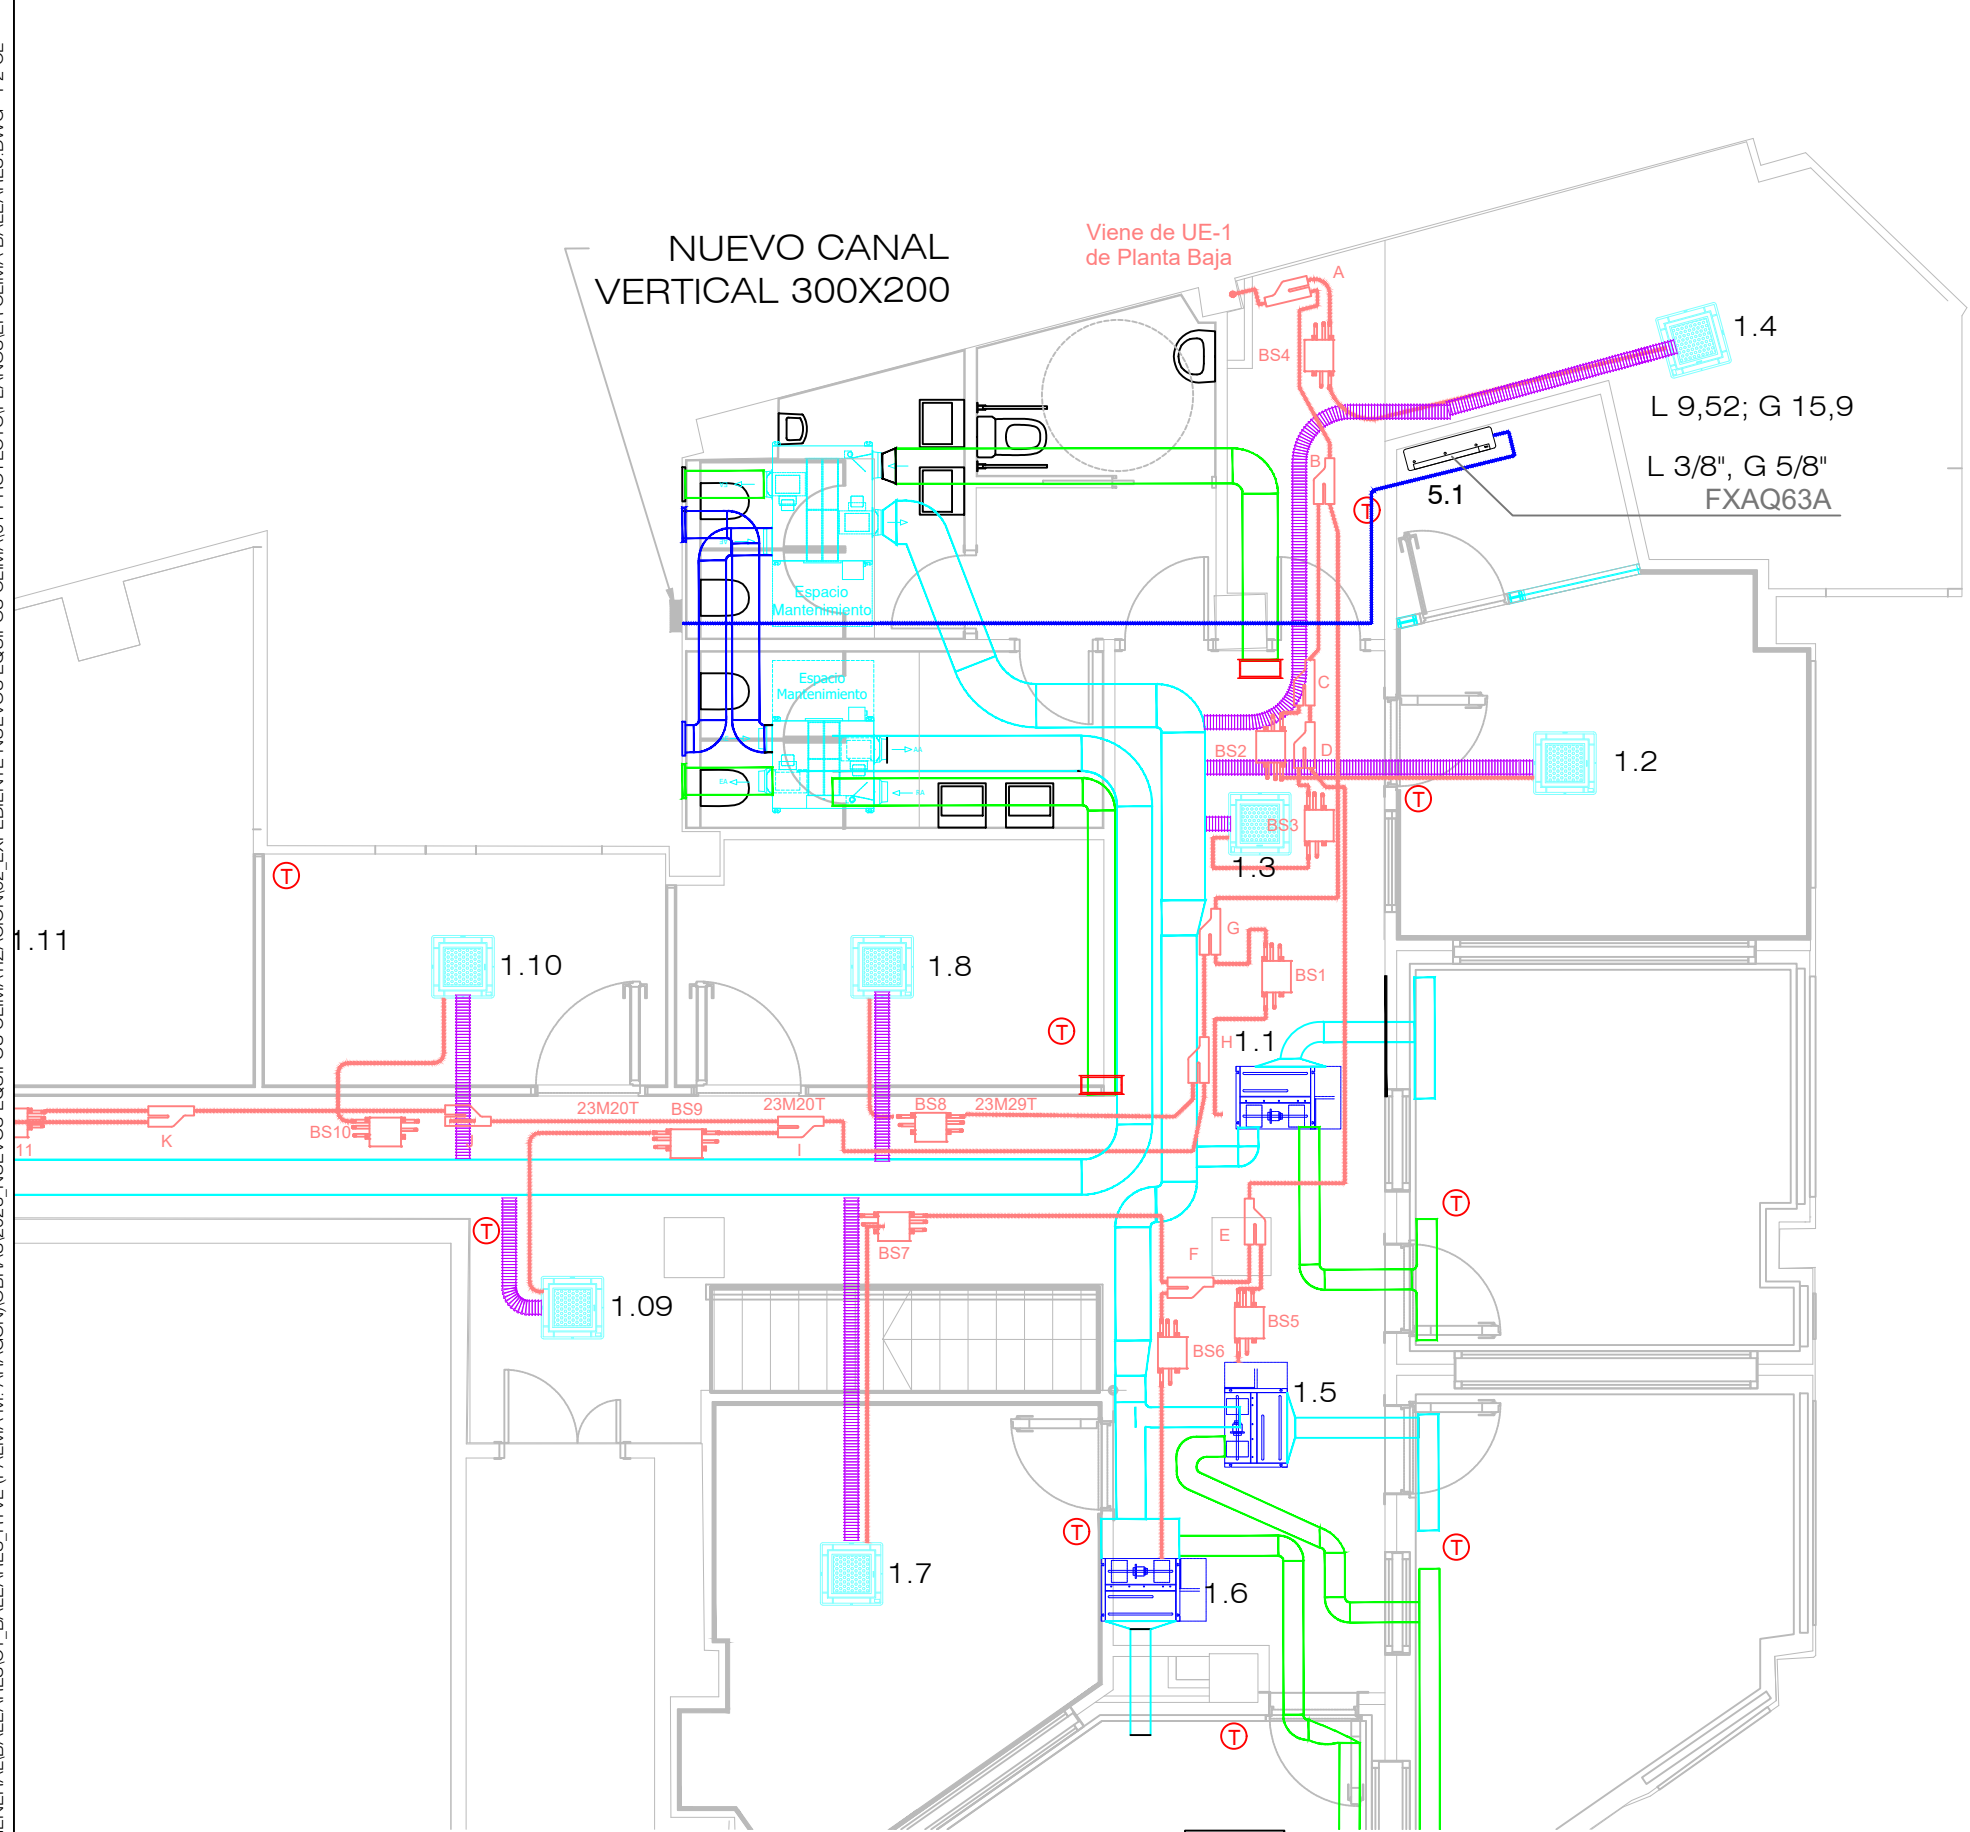 NUEVO CANAL
VERTICAL 300X200
Viene de UE-1
de Planta Baja
A
BS4
1.4
L 9,52; G 15,9
B
L 3/8", G 5/8"
5.1
FXAQ63A
T
Espacio
Mantenimiento
Espacio
Mantenimiento
C
BS2
D
1.2
T
AA
EA
RA
BS3
1.3
T
1.11
1.10
1.8
G
BS1
T
H
1.1
23M20T
BS9
23M20T
BS8
23M29T
K
BS10
J
I
11
T
T
BS7
E
F
1.09
BS5
BS6
1.5
T
T
1.7
1.6
T